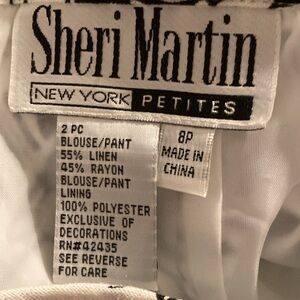 Sheri Martin
NEW YORK PETITES
2 PC
BLOUSE/PANT
55% LINEN
45% RAYON
BLOUSE/PANT
LINING
100% POLYESTER
EXCLUSIVE OF
DECORATIONS
RN#42435
SEE REVERSE
FOR CARE
8P
MADE IN
CHINA